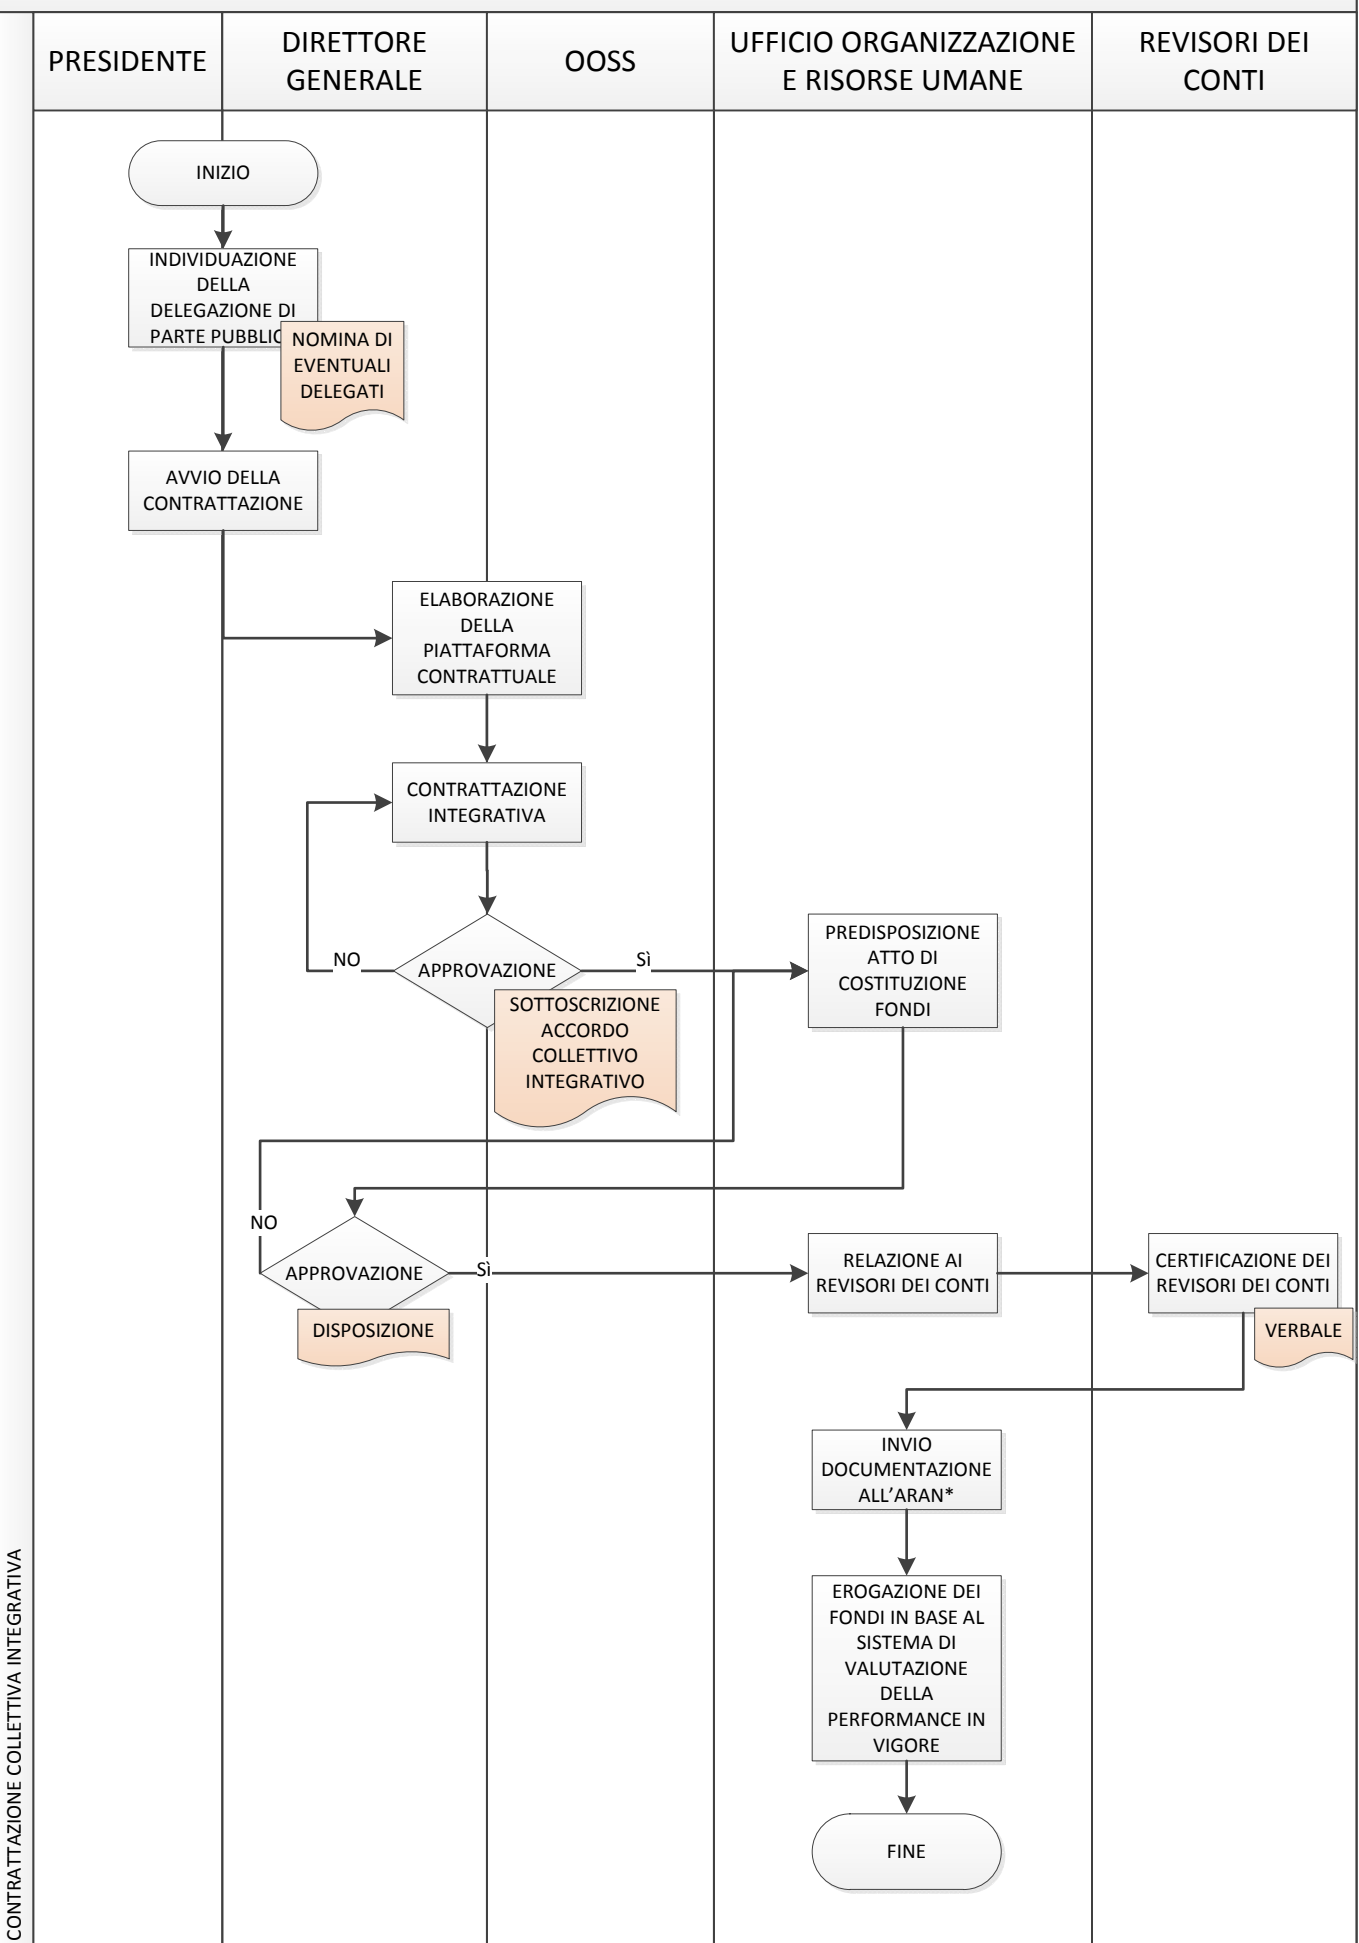 PRESIDENTE
DIRETTORE
GENERALE
OOSS
UFFICIO ORGANIZZAZIONE
E RISORSE UMANE
REVISORI DEI
CONTI
INIZIO
INDIVIDUAZIONE
DELLA
DELEGAZIONE DI
PARTE PUBBLIC
NOMINA DI
EVENTUALI
DELEGATI
AVVIO DELLA
CONTRATTAZIONE
ELABORAZIONE
DELLA
PIATTAFORMA
CONTRATTUALE
CONTRATTAZIONE
INTEGRATIVA
NO
APPROVAZIONE
Sì
SOTTOSCRIZIONE
ACCORDO
COLLETTIVO
INTEGRATIVO
PREDISPOSIZIONE
ATTO DI
COSTITUZIONE
FONDI
NO
APPROVAZIONE
Sì
DISPOSIZIONE
RELAZIONE AI
REVISORI DEI CONTI
CERTIFICAZIONE DEI
REVISORI DEI CONTI
VERBALE
INVIO
DOCUMENTAZIONE
ALL'ARAN*
EROGAZIONE DEI
FONDI IN BASE AL
SISTEMA DI
VALUTAZIONE
DELLA
PERFORMANCE IN
VIGORE
FINE
CONTRATTAZIONE COLLETTIVA INTEGRATIVA